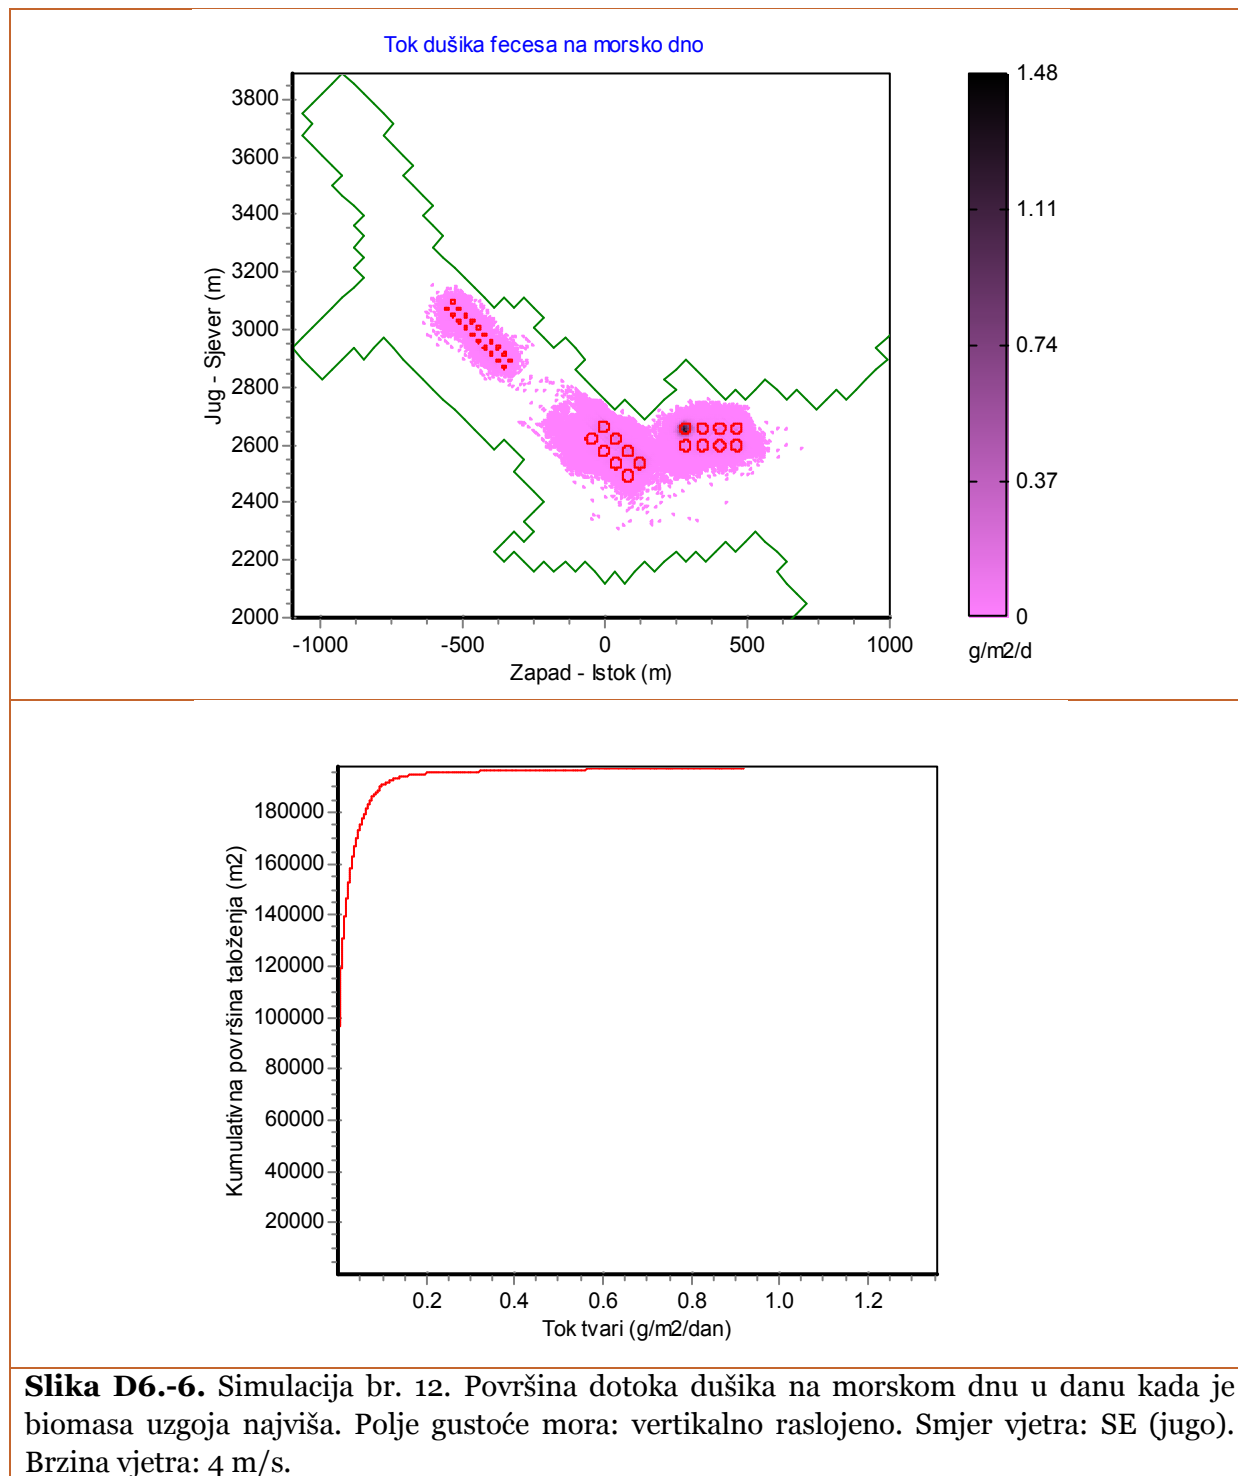 Tok dušika fecesa na morsko dno
3800
3600
3400
3200
3000
2800
2600
2400
2200
2000
Jug - Sjever (m)
-1000 -500 0 500 1000
Zapad - Istok (m)
1.48
1.11
0.74
0.37
0
g/m2/d
180000
160000
140000
120000
100000
80000
60000
40000
20000
Kumulativna površina taloženja (m2)
0.2 0.4 0.6 0.8 1.0 1.2
Tok tvari (g/m2/dan)
Slika D6.-6. Simulacija br. 12. Površina dotoka dušika na morskom dnu u danu kada je
biomasa uzgoja najviša. Polje gustoće mora: vertikalno raslojeno. Smjer vjetra: SE (jugo).
Brzina vjetra: 4 m/s.